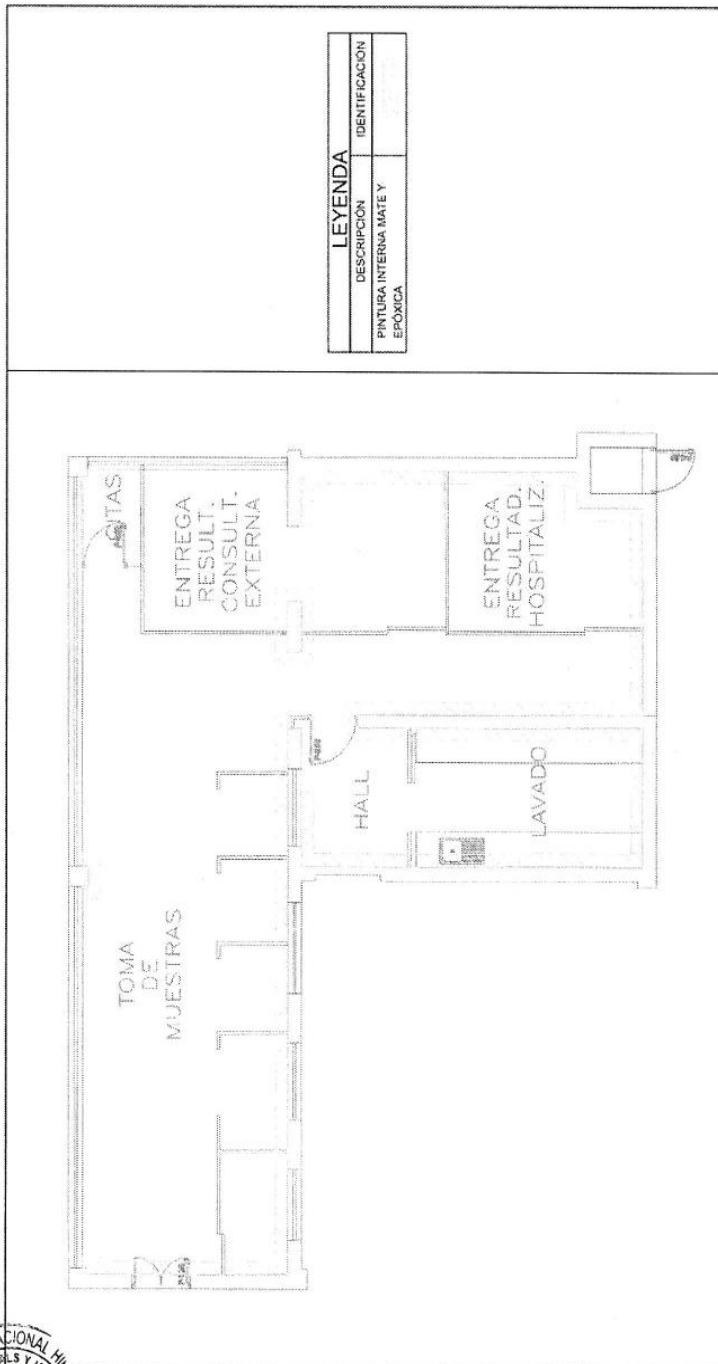 LEYENDA
DESCRIPCIÓN
IDENTIFICACIÓN
PINTURA INTERNA MATE Y
EPÓXICA
CITAS
ENTREGA
RESULT.
CONSULT.
EXTERNA
ENTREGA
RESULTAD.
HOSPITALIZ.
HALL
LAVADO
TOMA
DE
MUESTRAS